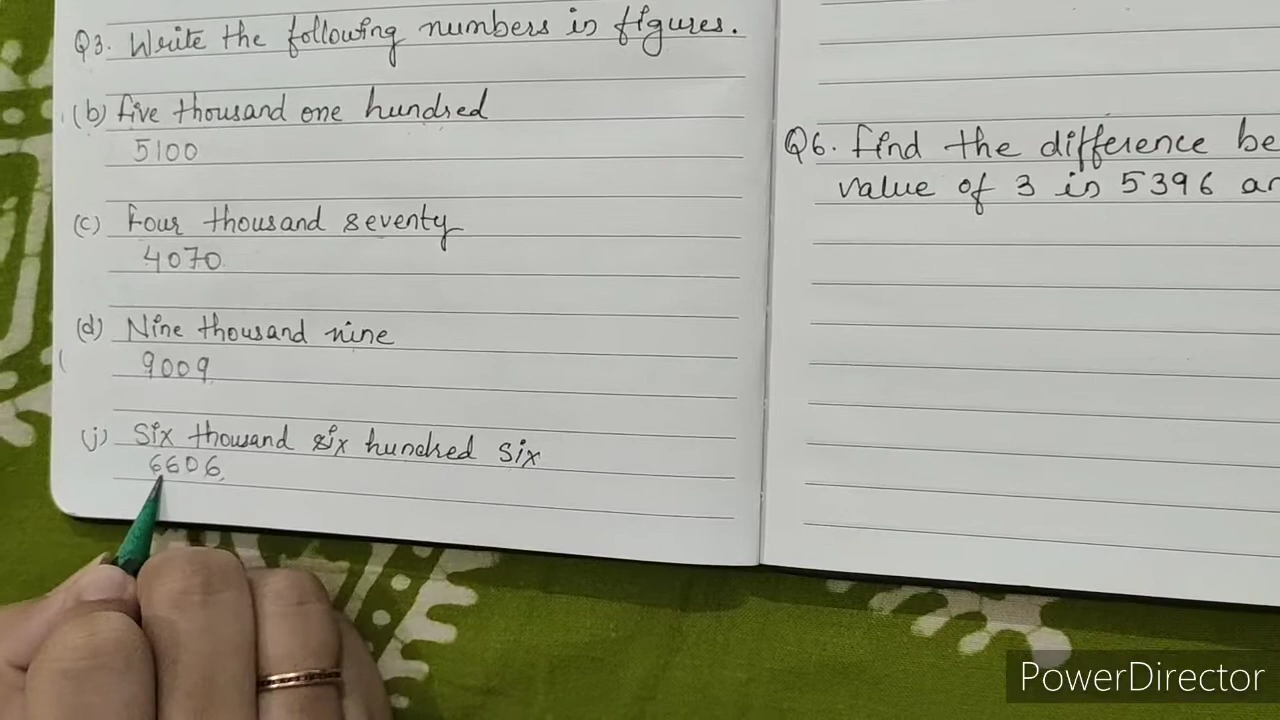 Q3. Write the following numbers in figures.
(b) Five thousand one hundred
5100
(c) Four thousand seventy
4070
(d) Nine thousand nine
9009
(j) Six thousand six hundred six
6606
Q6. Find the difference be
value of 3 in 5396 an
PowerDirector